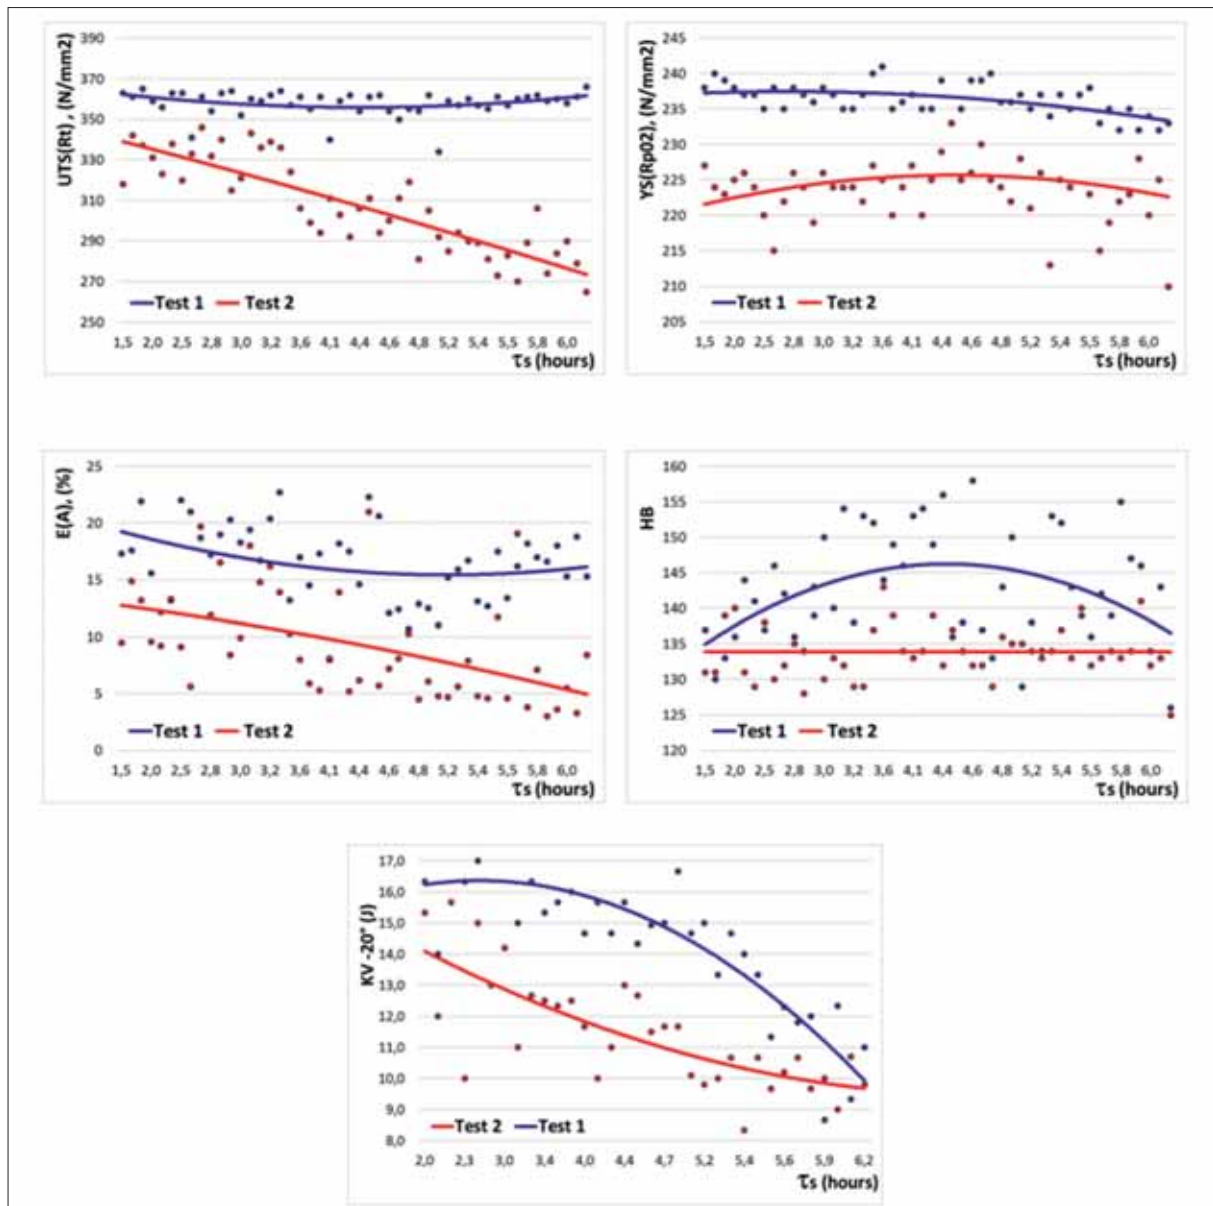 UTS(Rt) , (N/mm2)
390
370
350
330
310
290
270
250
Test 1 Test 2
1,5 2,0 2,5 2,8 3,0 3,2 3,6 4,1 4,4 4,6 4,8 5,2 5,4 5,5 5,8 6,0
τs (hours)
YS(Rp02), (N/mm2)
245
240
235
230
225
220
215
210
205
Test 1 Test 2
1,5 2,0 2,5 2,8 3,0 3,2 3,6 4,1 4,4 4,6 4,8 5,2 5,4 5,5 5,8 6,0
τs (hours)
E(A), (%)
25
20
15
10
5
0
Test 1 Test 2
1,5 2,0 2,5 2,8 3,0 3,2 3,6 4,1 4,4 4,6 4,8 5,2 5,4 5,5 5,8 6,0
τs (hours)
HB
160
155
150
145
140
135
130
125
120
Test 1 Test 2
1,5 2,0 2,5 2,8 3,0 3,2 3,6 4,1 4,4 4,6 4,8 5,2 5,4 5,5 5,8 6,0
τs (hours)
KV -20° (J)
17,0
16,0
15,0
14,0
13,0
12,0
11,0
10,0
9,0
8,0
Test 2 Test 1
2,0 2,3 3,0 3,4 4,0 4,4 4,7 5,2 5,4 5,6 5,9 6,2
τs (hours)